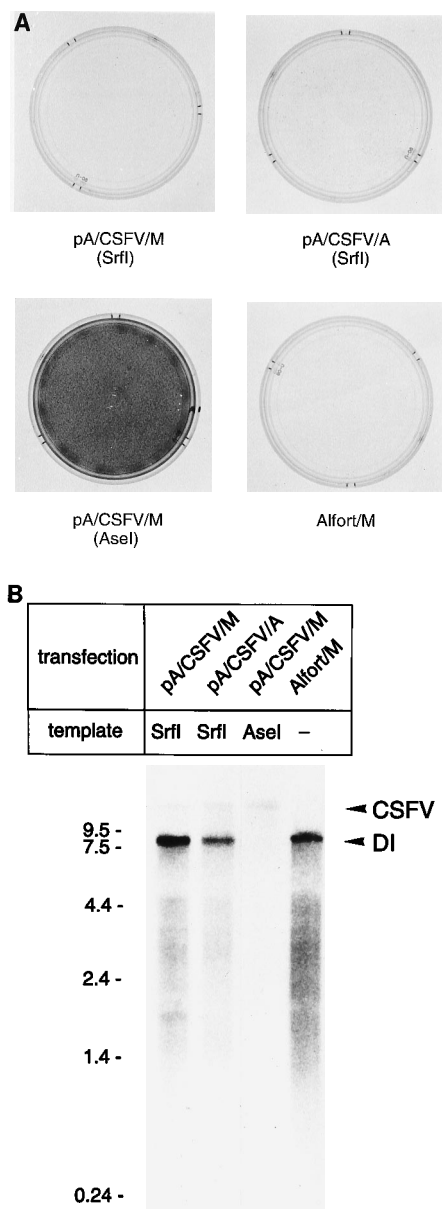 A
pA/CSFV/M
(SrfI)
pA/CSFV/A
(SrfI)
pA/CSFV/M
(AseI)
Alfort/M
B
transfection
pA/CSFV/M
pA/CSFV/A
pA/CSFV/M
Alfort/M
template
SrfI
SrfI
AseI
–
CSFV
DI
9.5 -
7.5 -
4.4 -
2.4 -
1.4 -
0.24 -